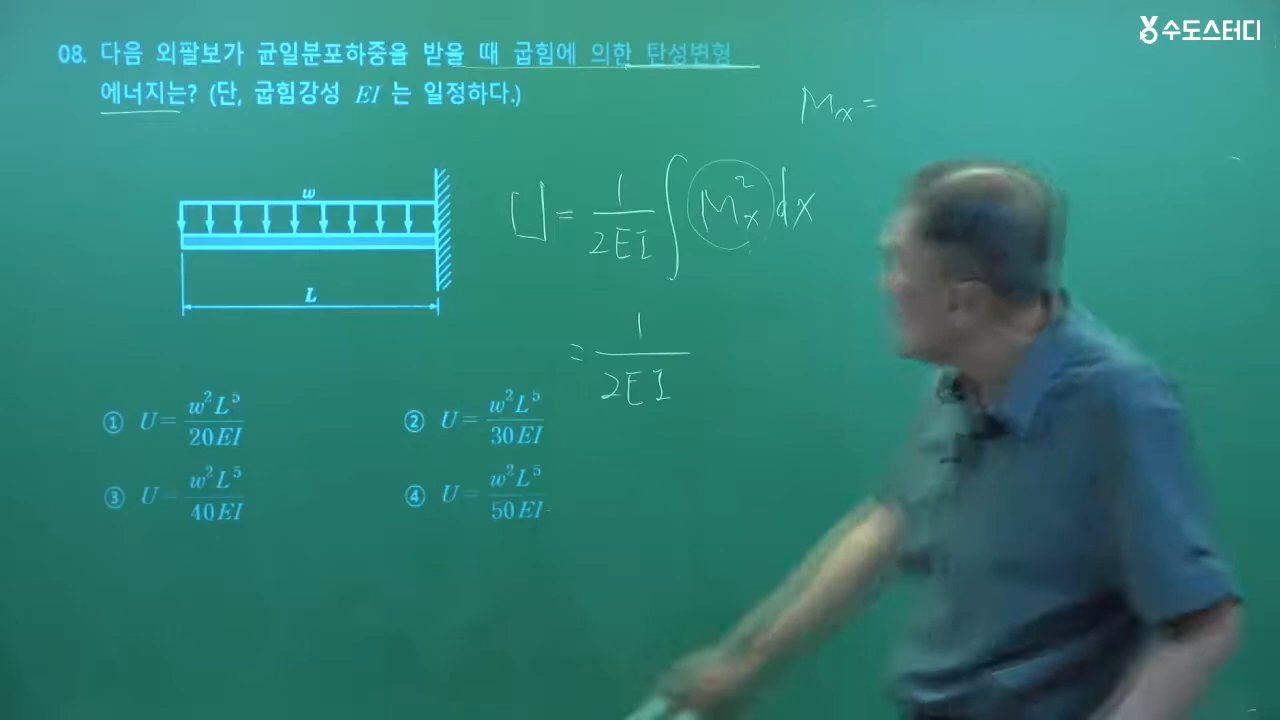 수도스터디
08. 다음 외팔보가 균일분포하중을 받을 때 굽힘에 의한 탄성변형
에너지는? (단, 굽힘강성 EI 는 일정하다.)
Mx =
w
U = 1/2EI ∫ Mx² dx
L
= 1/2EI
① U = w²L⁵/20EI ② U = w²L⁵/30EI
③ U = w²L⁵/40EI ④ U = w²L⁵/50EI